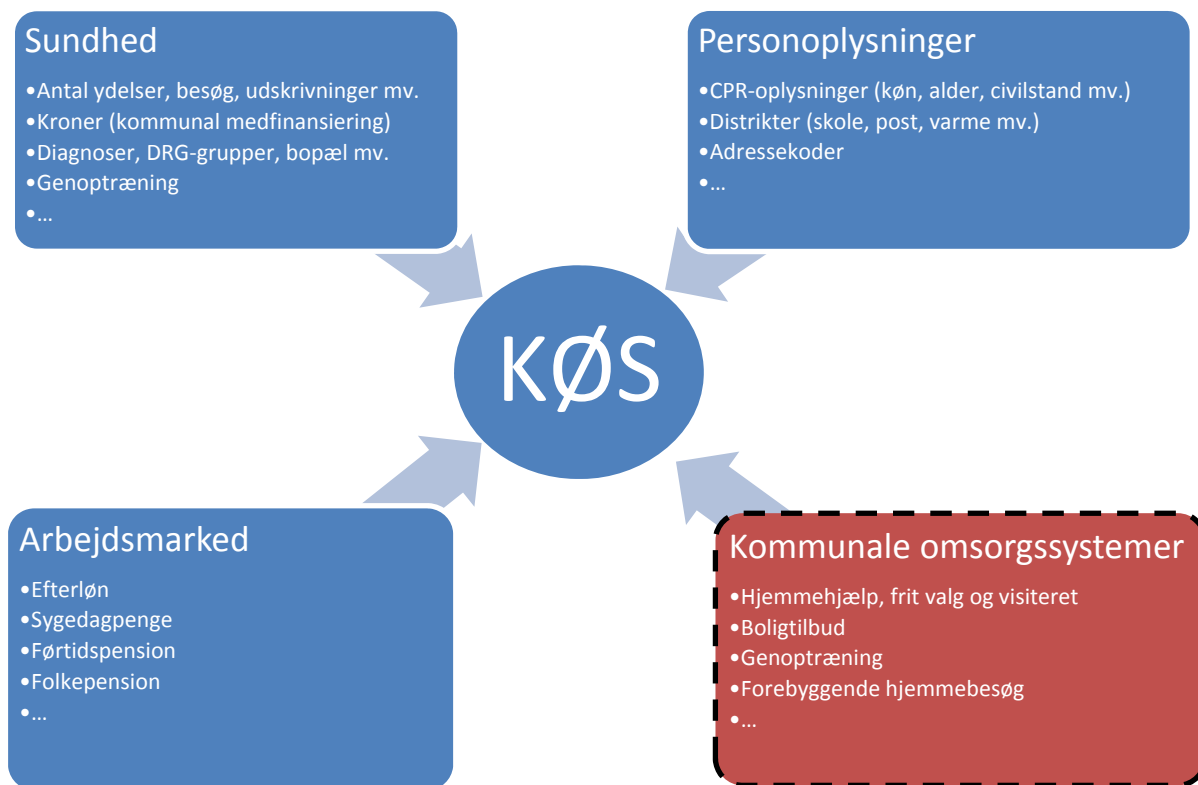 Sundhed
•Antal ydelser, besøg, udskrivninger mv.
•Kroner (kommunal medfinansiering)
•Diagnoser, DRG-grupper, bopæl mv.
•Genoptræning
•...
Personoplysninger
•CPR-oplysninger (køn, alder, civilstand mv.)
•Distrikter (skole, post, varme mv.)
•Adressekoder
•...
KØS
Arbejdsmarked
•Efterløn
•Sygedagpenge
•Førtidspension
•Folkepension
•...
Kommunale omsorgssystemer
•Hjemmehjælp, frit valg og visiteret
•Boligtilbud
•Genoptræning
•Forebyggende hjemmebesøg
•...